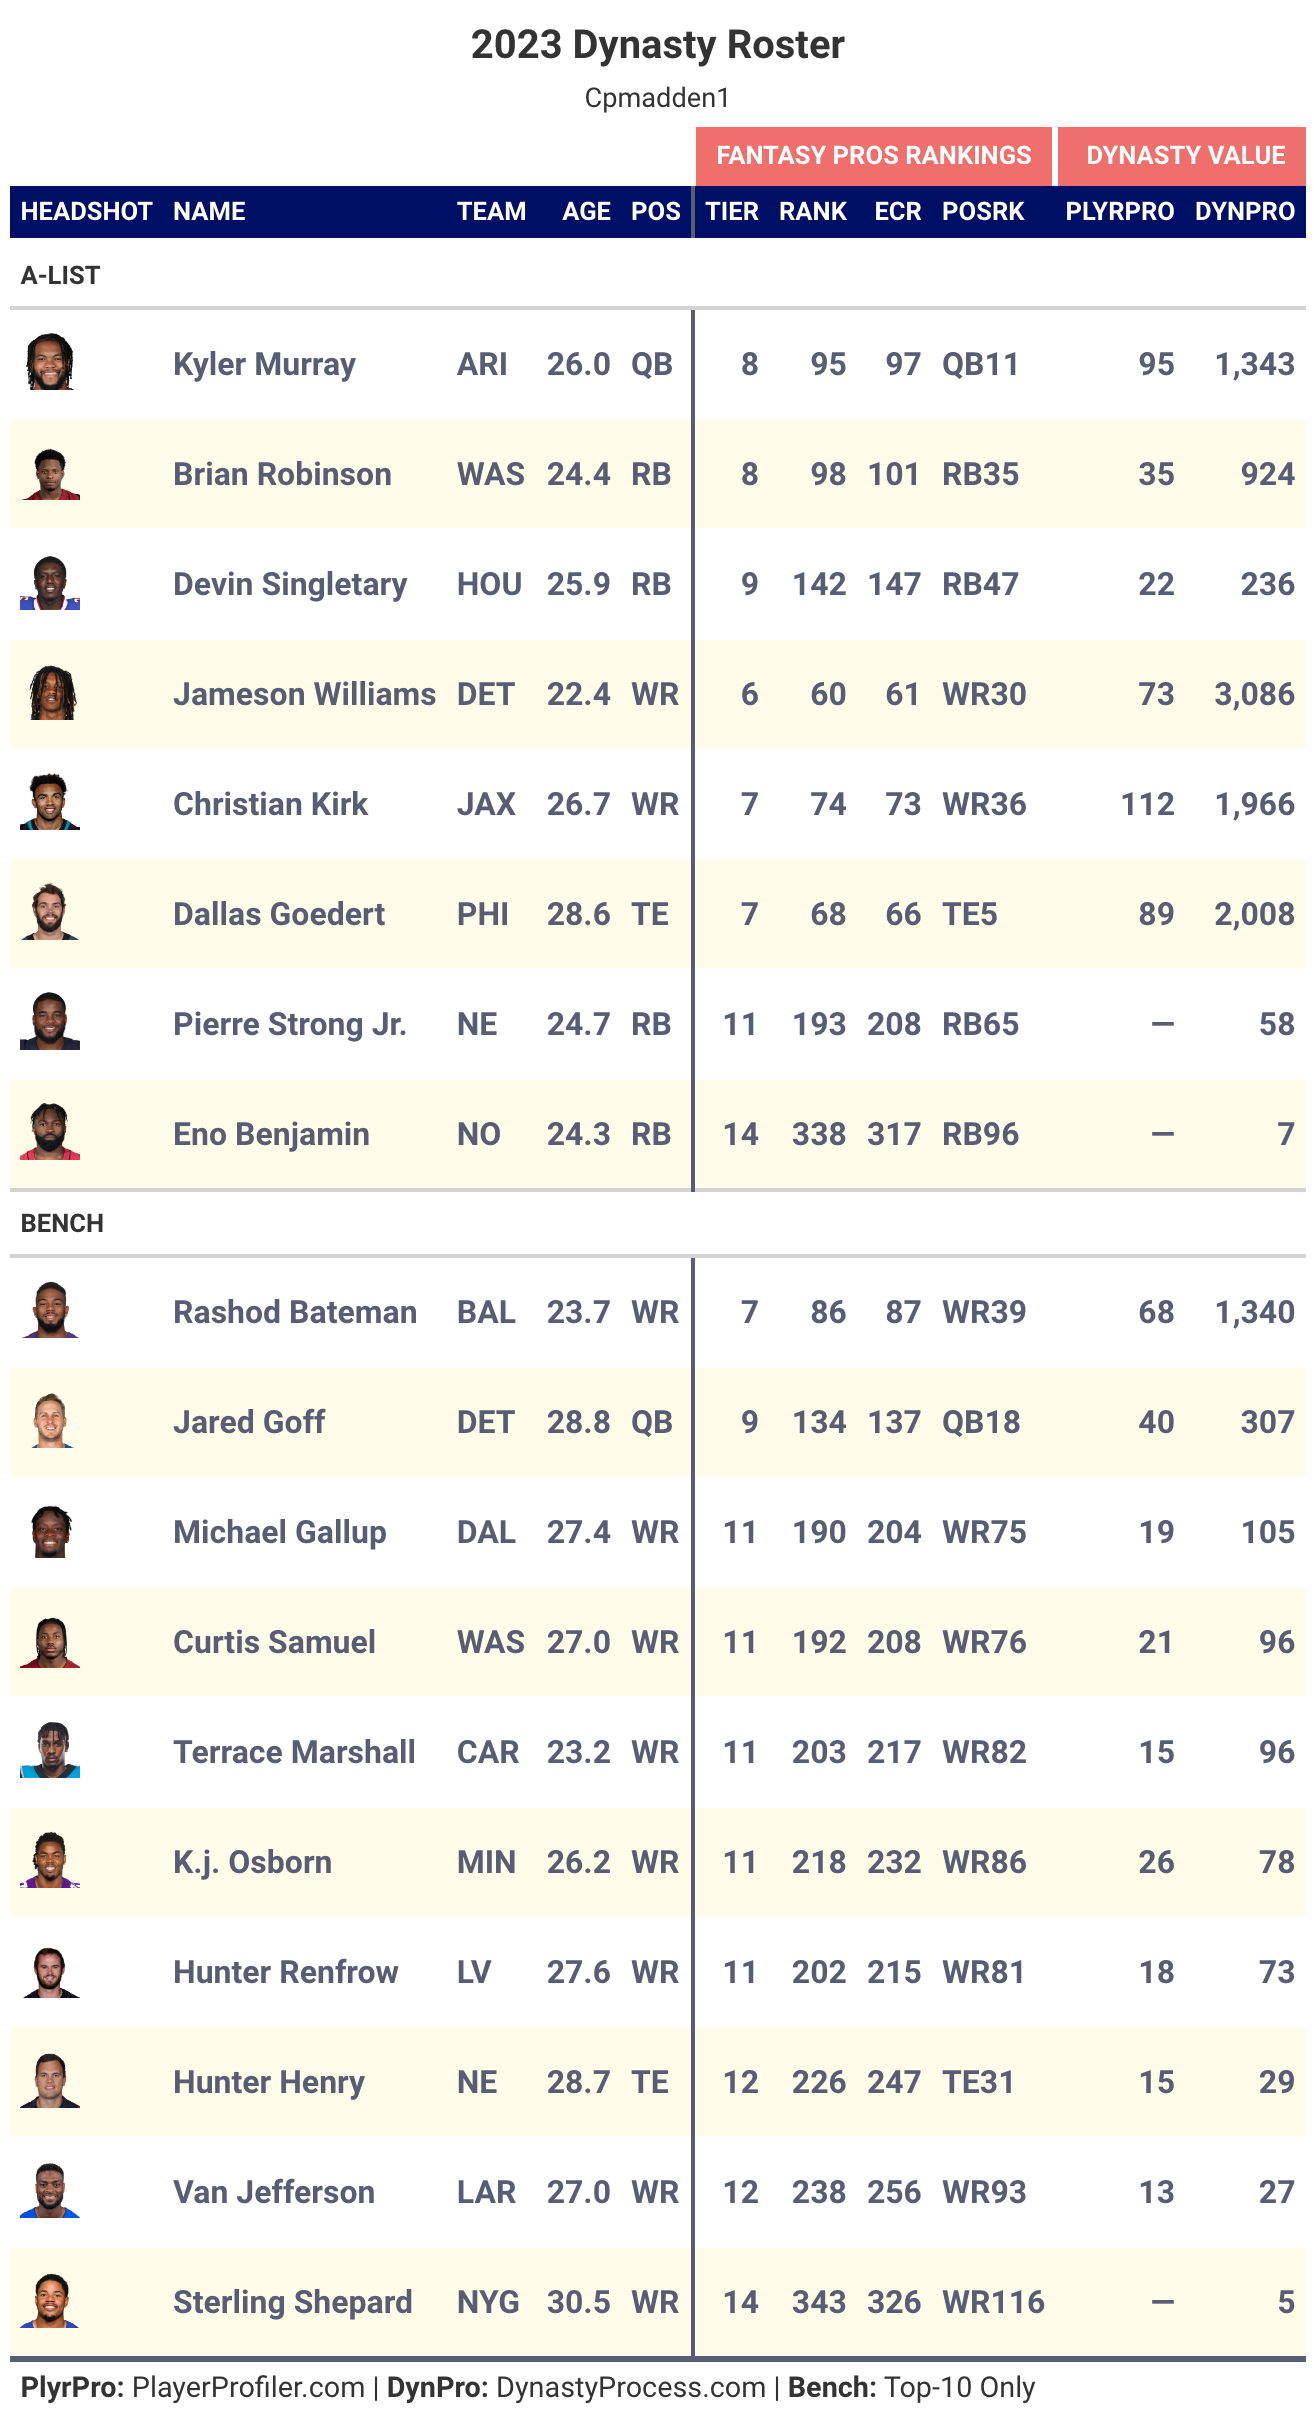 2023 Dynasty Roster
Cpmadden1
FANTASY PROS RANKINGS DYNASTY VALUE
HEADSHOT NAME TEAM AGE POS TIER RANK ECR POSRK PLYRPRO DYNPRO
A-LIST
Kyler Murray ARI 26.0 QB 8 95 97 QB11 95 1,343
Brian Robinson WAS 24.4 RB 8 98 101 RB35 35 924
Devin Singletary HOU 25.9 RB 9 142 147 RB47 22 236
Jameson Williams DET 22.4 WR 6 60 61 WR30 73 3,086
Christian Kirk JAX 26.7 WR 7 74 73 WR36 112 1,966
Dallas Goedert PHI 28.6 TE 7 68 66 TE5 89 2,008
Pierre Strong Jr. NE 24.7 RB 11 193 208 RB65 — 58
Eno Benjamin NO 24.3 RB 14 338 317 RB96 — 7
BENCH
Rashod Bateman BAL 23.7 WR 7 86 87 WR39 68 1,340
Jared Goff DET 28.8 QB 9 134 137 QB18 40 307
Michael Gallup DAL 27.4 WR 11 190 204 WR75 19 105
Curtis Samuel WAS 27.0 WR 11 192 208 WR76 21 96
Terrace Marshall CAR 23.2 WR 11 203 217 WR82 15 96
K.j. Osborn MIN 26.2 WR 11 218 232 WR86 26 78
Hunter Renfrow LV 27.6 WR 11 202 215 WR81 18 73
Hunter Henry NE 28.7 TE 12 226 247 TE31 15 29
Van Jefferson LAR 27.0 WR 12 238 256 WR93 13 27
Sterling Shepard NYG 30.5 WR 14 343 326 WR116 — 5
PlyrPro: PlayerProfiler.com | DynPro: DynastyProcess.com | Bench: Top-10 Only